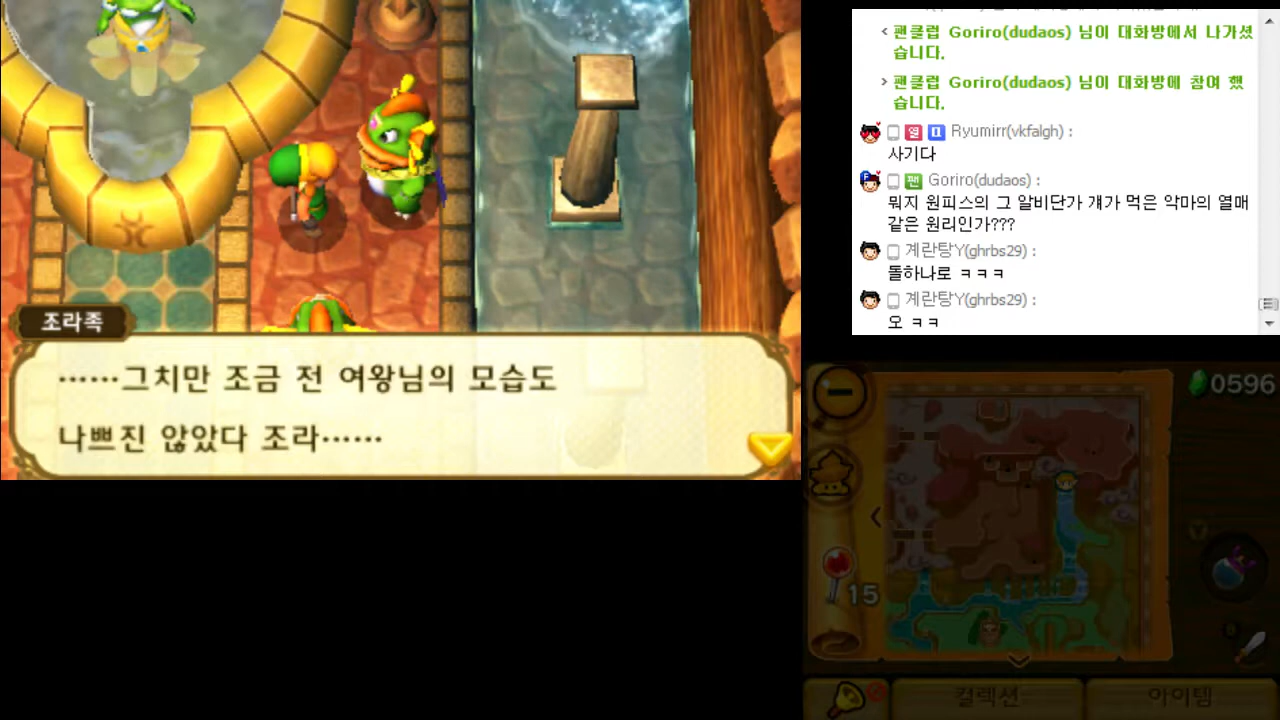 조라족
……그치만 조금 전 여왕님의 모습도
나쁘진 않았다 조라……
< 팬클럽 Goriro(dudaos) 님이 대화방에서 나가셨
습니다.
> 팬클럽 Goriro(dudaos) 님이 대화방에 참여 했
습니다.
열 Ryumirr(vkfalgh) :
사기다
팬 Goriro(dudaos) :
뭐지 원피스의 그 알비단가 걔가 먹은 악마의 열매
같은 원리인가???
계란탕Y(ghrbs29) :
돌하나로 ㅋㅋㅋ
계란탕Y(ghrbs29) :
오 ㅋㅋ
0596
15
컬렉션
아이템